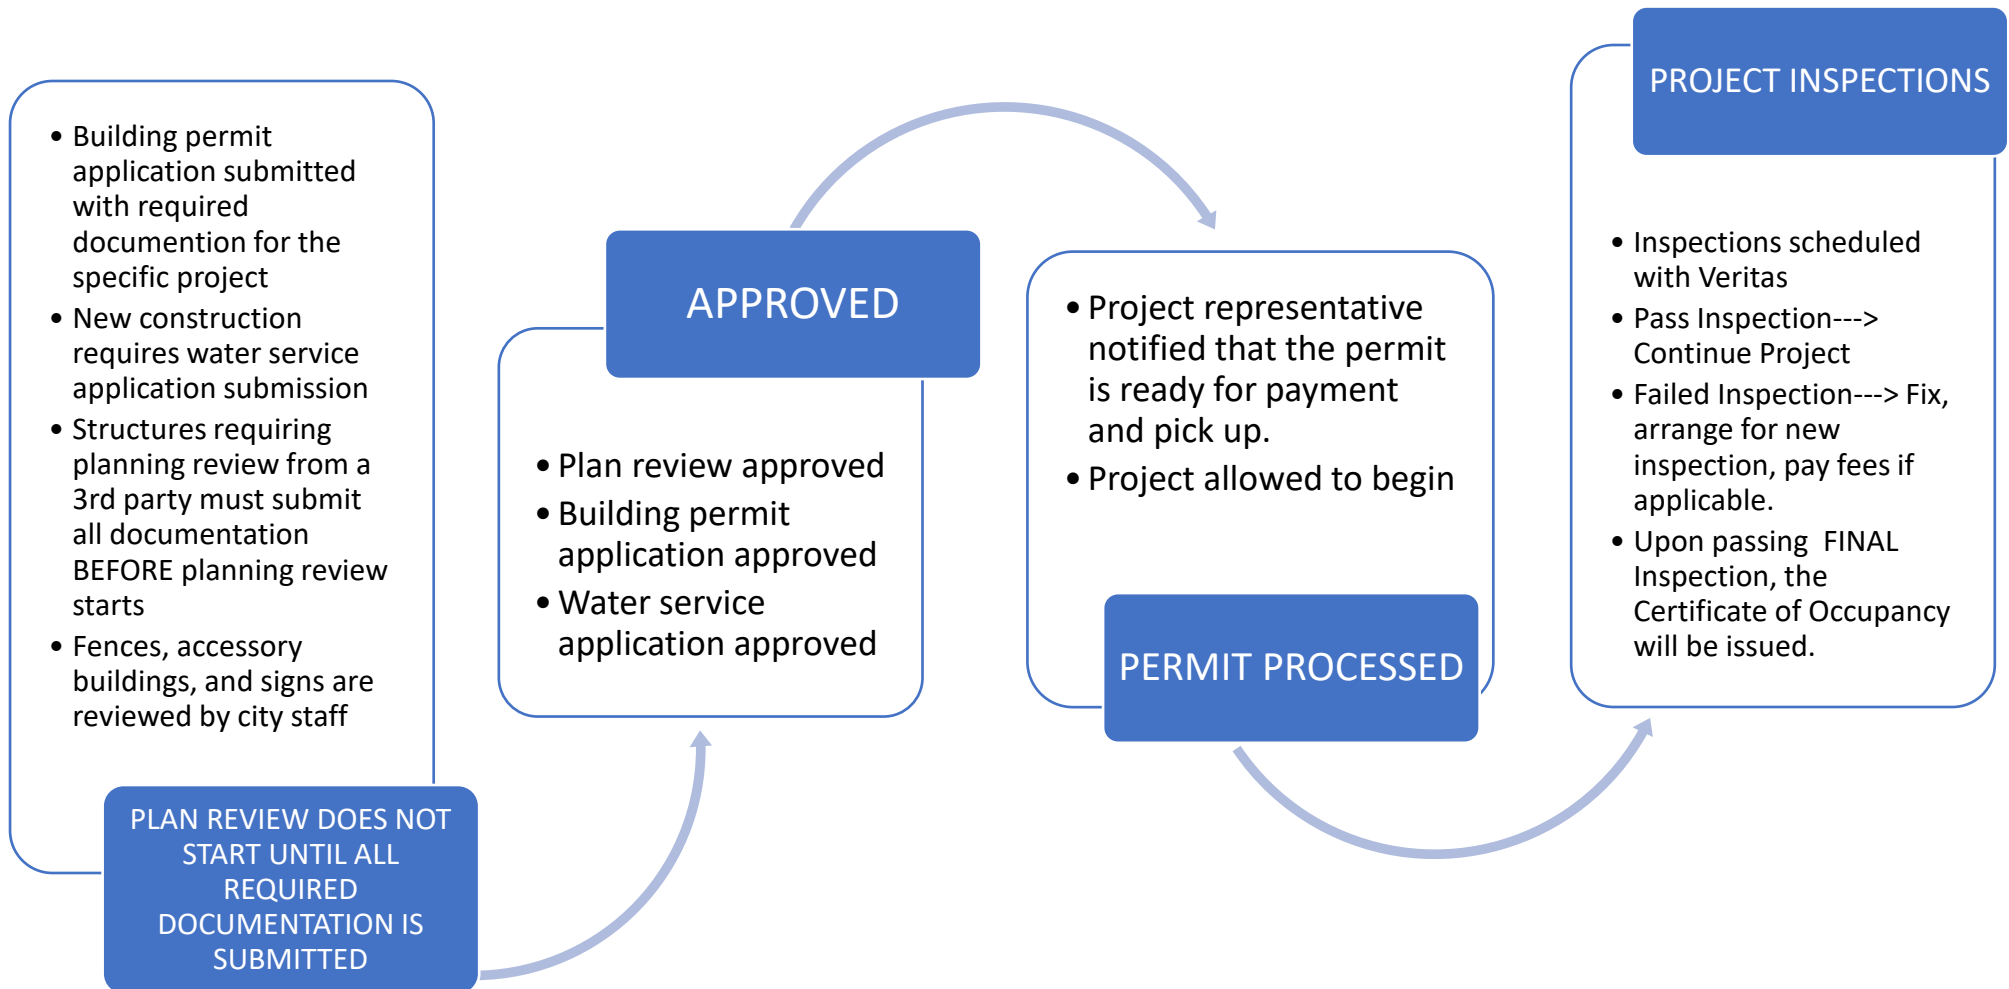 • Building permit
application submitted
with required
documention for the
specific project
• New construction
requires water service
application submission
• Structures requiring
planning review from a
3rd party must submit
all documentation
BEFORE planning review
starts
• Fences, accessory
buildings, and signs are
reviewed by city staff
PLAN REVIEW DOES NOT
START UNTIL ALL
REQUIRED
DOCUMENTATION IS
SUBMITTED
APPROVED
• Plan review approved
• Building permit
application approved
• Water service
application approved
• Project representative
notified that the permit
is ready for payment
and pick up.
• Project allowed to begin
PERMIT PROCESSED
PROJECT INSPECTIONS
• Inspections scheduled
with Veritas
• Pass Inspection--->
Continue Project
• Failed Inspection---> Fix,
arrange for new
inspection, pay fees if
applicable.
• Upon passing  FINAL
Inspection, the
Certificate of Occupancy
will be issued.